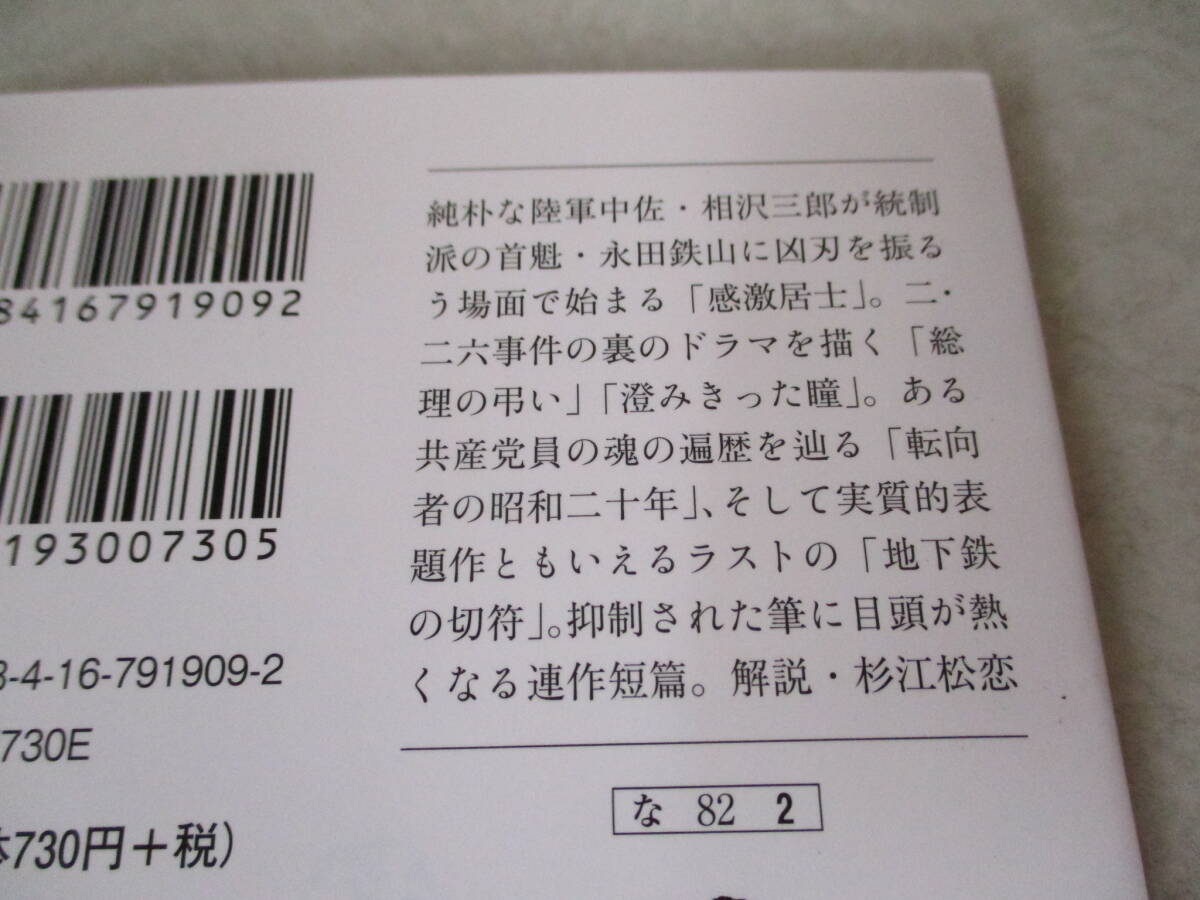 84167919092
193007305
3-4-16-791909-2
730E
730円+税)
純朴な陸軍中佐・相沢三郎が統制
派の首魁・永田鉄山に凶刃を振る
う場面で始まる「感激居士」。二・
二六事件の裏のドラマを描く「総
理の弔い」「澄みきった瞳」。ある
共産党員の魂の遍歴を辿る「転向
者の昭和二十年」、そして実質的表
題作ともいえるラストの「地下鉄
の切符」。抑制された筆に目頭が熱
くなる連作短篇。解説・杉江松恋
な 82 2